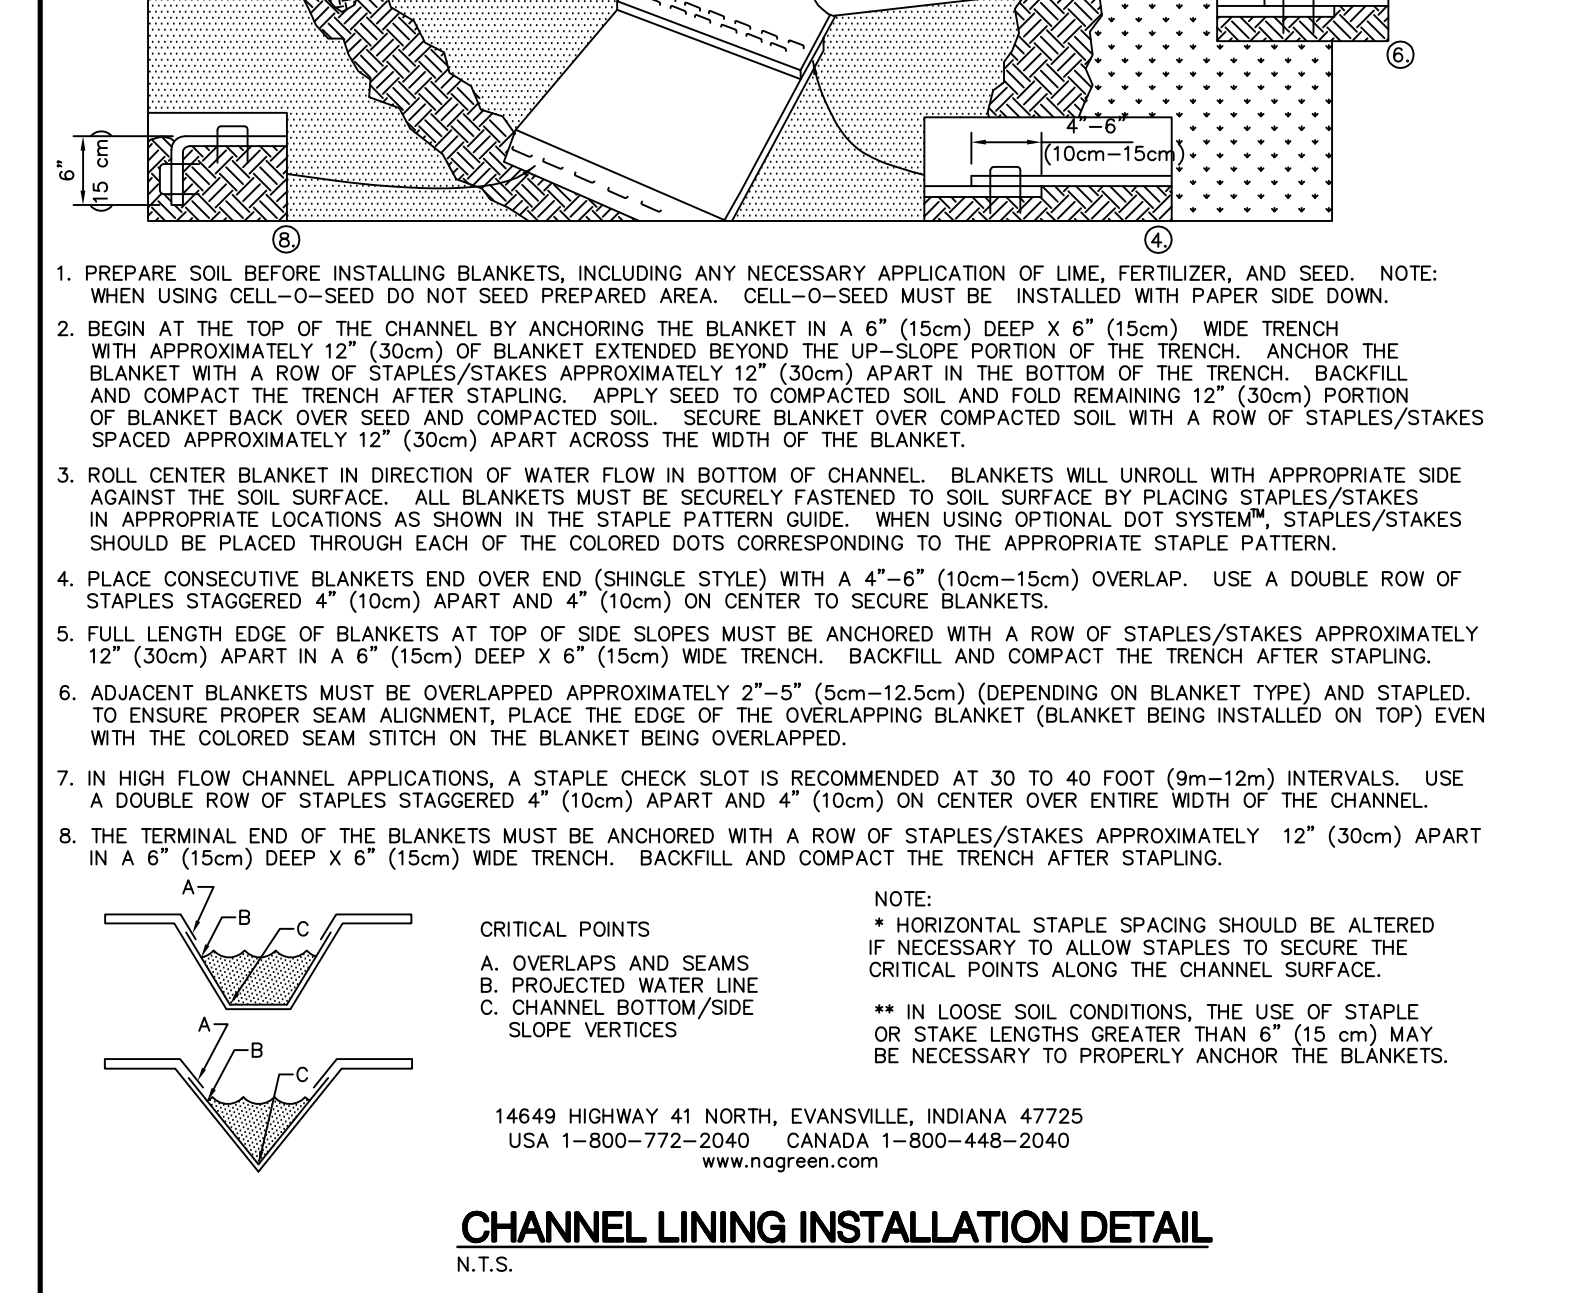 6.
4"-6"
(10cm-15cm)
6"
(15 cm)
8.
4.
1. PREPARE SOIL BEFORE INSTALLING BLANKETS, INCLUDING ANY NECESSARY APPLICATION OF LIME, FERTILIZER, AND SEED. NOTE:
WHEN USING CELL-O-SEED DO NOT SEED PREPARED AREA. CELL-O-SEED MUST BE INSTALLED WITH PAPER SIDE DOWN.
2. BEGIN AT THE TOP OF THE CHANNEL BY ANCHORING THE BLANKET IN A 6" (15cm) DEEP X 6" (15cm) WIDE TRENCH
WITH APPROXIMATELY 12" (30cm) OF BLANKET EXTENDED BEYOND THE UP-SLOPE PORTION OF THE TRENCH. ANCHOR THE
BLANKET WITH A ROW OF STAPLES/STAKES APPROXIMATELY 12" (30cm) APART IN THE BOTTOM OF THE TRENCH. BACKFILL
AND COMPACT THE TRENCH AFTER STAPLING. APPLY SEED TO COMPACTED SOIL AND FOLD REMAINING 12" (30cm) PORTION
OF BLANKET BACK OVER SEED AND COMPACTED SOIL. SECURE BLANKET OVER COMPACTED SOIL WITH A ROW OF STAPLES/STAKES
SPACED APPROXIMATELY 12" (30cm) APART ACROSS THE WIDTH OF THE BLANKET.
3. ROLL CENTER BLANKET IN DIRECTION OF WATER FLOW IN BOTTOM OF CHANNEL. BLANKETS WILL UNROLL WITH APPROPRIATE SIDE
AGAINST THE SOIL SURFACE. ALL BLANKETS MUST BE SECURELY FASTENED TO SOIL SURFACE BY PLACING STAPLES/STAKES
IN APPROPRIATE LOCATIONS AS SHOWN IN THE STAPLE PATTERN GUIDE. WHEN USING OPTIONAL DOT SYSTEM™, STAPLES/STAKES
SHOULD BE PLACED THROUGH EACH OF THE COLORED DOTS CORRESPONDING TO THE APPROPRIATE STAPLE PATTERN.
4. PLACE CONSECUTIVE BLANKETS END OVER END (SHINGLE STYLE) WITH A 4"-6" (10cm-15cm) OVERLAP. USE A DOUBLE ROW OF
STAPLES STAGGERED 4" (10cm) APART AND 4" (10cm) ON CENTER TO SECURE BLANKETS.
5. FULL LENGTH EDGE OF BLANKETS AT TOP OF SIDE SLOPES MUST BE ANCHORED WITH A ROW OF STAPLES/STAKES APPROXIMATELY
12" (30cm) APART IN A 6" (15cm) DEEP X 6" (15cm) WIDE TRENCH. BACKFILL AND COMPACT THE TRENCH AFTER STAPLING.
6. ADJACENT BLANKETS MUST BE OVERLAPPED APPROXIMATELY 2"-5" (5cm-12.5cm) (DEPENDING ON BLANKET TYPE) AND STAPLED.
TO ENSURE PROPER SEAM ALIGNMENT, PLACE THE EDGE OF THE OVERLAPPING BLANKET (BLANKET BEING INSTALLED ON TOP) EVEN
WITH THE COLORED SEAM STITCH ON THE BLANKET BEING OVERLAPPED.
7. IN HIGH FLOW CHANNEL APPLICATIONS, A STAPLE CHECK SLOT IS RECOMMENDED AT 30 TO 40 FOOT (9m-12m) INTERVALS. USE
A DOUBLE ROW OF STAPLES STAGGERED 4" (10cm) APART AND 4" (10cm) ON CENTER OVER ENTIRE WIDTH OF THE CHANNEL.
8. THE TERMINAL END OF THE BLANKETS MUST BE ANCHORED WITH A ROW OF STAPLES/STAKES APPROXIMATELY 12" (30cm) APART
IN A 6" (15cm) DEEP X 6" (15cm) WIDE TRENCH. BACKFILL AND COMPACT THE TRENCH AFTER STAPLING.
A
B
C
A
B
C
CRITICAL POINTS
A. OVERLAPS AND SEAMS
B. PROJECTED WATER LINE
C. CHANNEL BOTTOM/SIDE
SLOPE VERTICES
NOTE:
* HORIZONTAL STAPLE SPACING SHOULD BE ALTERED
IF NECESSARY TO ALLOW STAPLES TO SECURE THE
CRITICAL POINTS ALONG THE CHANNEL SURFACE.
** IN LOOSE SOIL CONDITIONS, THE USE OF STAPLE
OR STAKE LENGTHS GREATER THAN 6" (15 cm) MAY
BE NECESSARY TO PROPERLY ANCHOR THE BLANKETS.
14649 HIGHWAY 41 NORTH, EVANSVILLE, INDIANA 47725
USA 1-800-772-2040 CANADA 1-800-448-2040
www.nagreen.com
CHANNEL LINING INSTALLATION DETAIL
N.T.S.